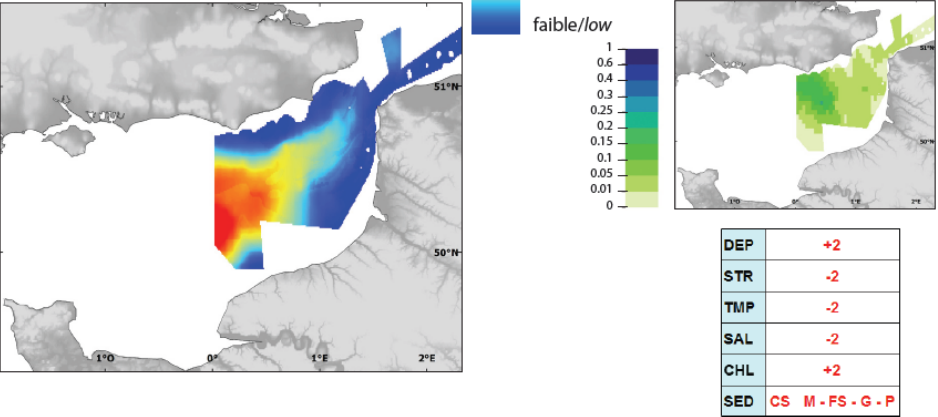 faible/low
1
0.6
0.4
0.3
0.25
0.2
0.15
0.1
0.05
0.01
0
51°N
50°N
1°O
0°
1°E
2°E
51°N
50°N
1°O
0°
1°E
2°E
DEP +2
STR -2
TMP -2
SAL -2
CHL +2
SED CS M - FS - G - P